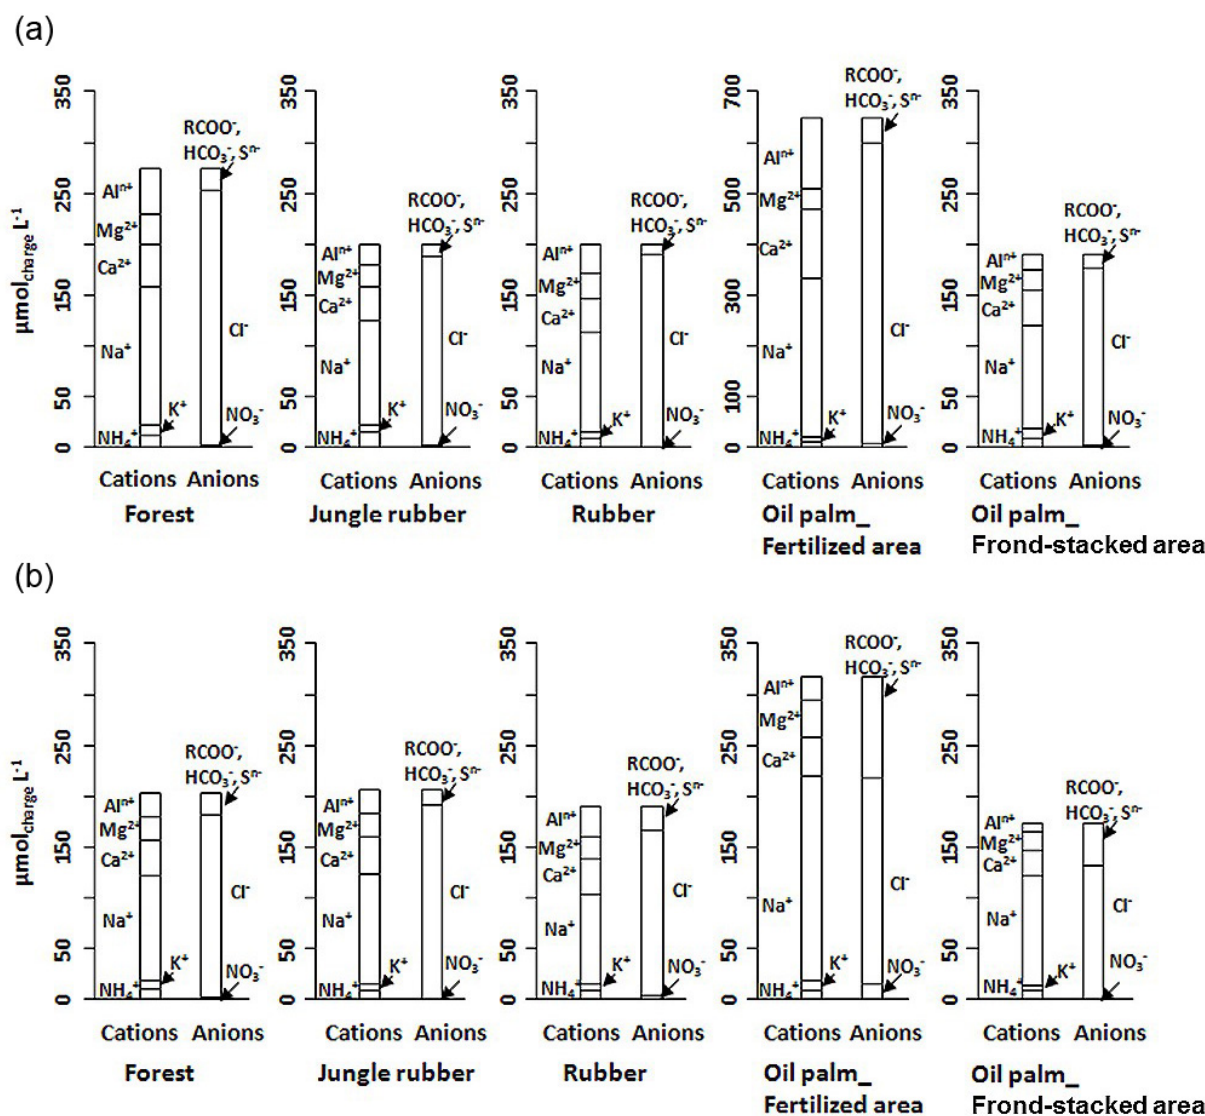 (a)
μmol_charge L⁻¹
350
250
150
50
0
Alⁿ⁺
Mg²⁺
Ca²⁺
Na⁺
K⁺
NH₄⁺
RCOO⁻,
HCO₃⁻, Sⁿ⁻
Cl⁻
NO₃⁻
Cations Anions
Forest
350
250
150
50
0
Alⁿ⁺
Mg²⁺
Ca²⁺
Na⁺
K⁺
NH₄⁺
RCOO⁻,
HCO₃⁻, Sⁿ⁻
Cl⁻
NO₃⁻
Cations Anions
Jungle rubber
350
250
150
50
0
Alⁿ⁺
Mg²⁺
Ca²⁺
Na⁺
K⁺
NH₄⁺
RCOO⁻,
HCO₃⁻, Sⁿ⁻
Cl⁻
NO₃⁻
Cations Anions
Rubber
700
500
300
100
0
Alⁿ⁺
Mg²⁺
Ca²⁺
Na⁺
K⁺
NH₄⁺
RCOO⁻,
HCO₃⁻, Sⁿ⁻
Cl⁻
NO₃⁻
Cations Anions
Oil palm_
Fertilized area
350
250
150
50
0
Alⁿ⁺
Mg²⁺
Ca²⁺
Na⁺
K⁺
NH₄⁺
RCOO⁻,
HCO₃⁻, Sⁿ⁻
Cl⁻
NO₃⁻
Cations Anions
Oil palm_
Frond-stacked area
(b)
μmol_charge L⁻¹
350
250
150
50
0
Alⁿ⁺
Mg²⁺
Ca²⁺
Na⁺
K⁺
NH₄⁺
RCOO⁻,
HCO₃⁻, Sⁿ⁻
Cl⁻
NO₃⁻
Cations Anions
Forest
350
250
150
50
0
Alⁿ⁺
Mg²⁺
Ca²⁺
Na⁺
K⁺
NH₄⁺
RCOO⁻,
HCO₃⁻, Sⁿ⁻
Cl⁻
NO₃⁻
Cations Anions
Jungle rubber
350
250
150
50
0
Alⁿ⁺
Mg²⁺
Ca²⁺
Na⁺
K⁺
NH₄⁺
RCOO⁻,
HCO₃⁻, Sⁿ⁻
Cl⁻
NO₃⁻
Cations Anions
Rubber
350
250
150
50
0
Alⁿ⁺
Mg²⁺
Ca²⁺
Na⁺
K⁺
NH₄⁺
RCOO⁻,
HCO₃⁻, Sⁿ⁻
Cl⁻
NO₃⁻
Cations Anions
Oil palm_
Fertilized area
350
250
150
50
0
Alⁿ⁺
Mg²⁺
Ca²⁺
Na⁺
K⁺
NH₄⁺
RCOO⁻,
HCO₃⁻, Sⁿ⁻
Cl⁻
NO₃⁻
Cations Anions
Oil palm_
Frond-stacked area